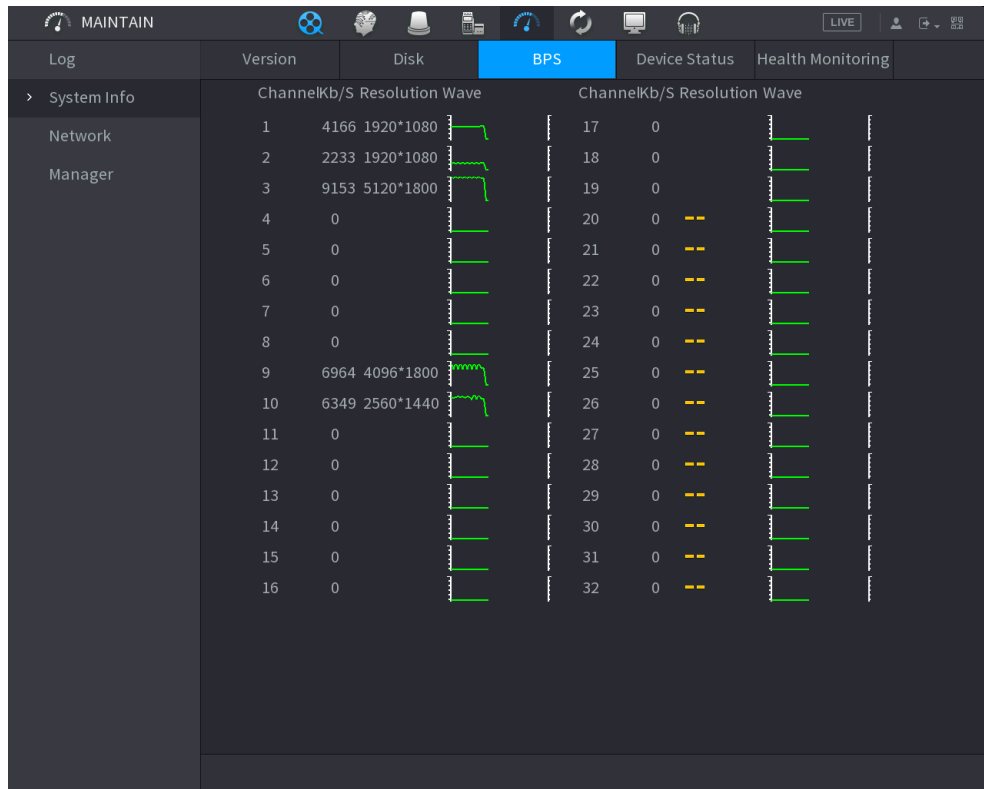 MAINTAIN LIVE
Log Version Disk BPS Device Status Health Monitoring
System Info
Network
Manager
Channel Kb/S Resolution Wave Channel Kb/S Resolution Wave
1 4166 1920*1080 17 0
2 2233 1920*1080 18 0
3 9153 5120*1800 19 0
4 0 20 0 --
5 0 21 0 --
6 0 22 0 --
7 0 23 0 --
8 0 24 0 --
9 6964 4096*1800 25 0 --
10 6349 2560*1440 26 0 --
11 0 27 0 --
12 0 28 0 --
13 0 29 0 --
14 0 30 0 --
15 0 31 0 --
16 0 32 0 --